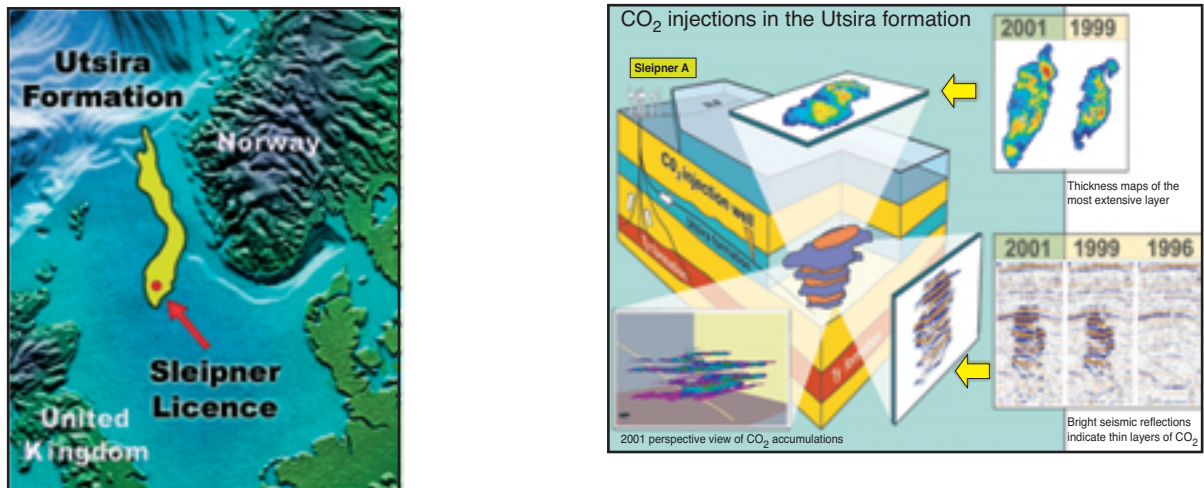 Utsira
Formation
Norway
Sleipner
Licence
United
Kingdom
CO2 injections in the Utsira formation
Sleipner A
CO2 injection well
Utsira formation
2001 perspective view of CO2 accumulations
2001 1999
Thickness maps of the
most extensive layer
2001 1999 1996
Bright seismic reflections
indicate thin layers of CO2